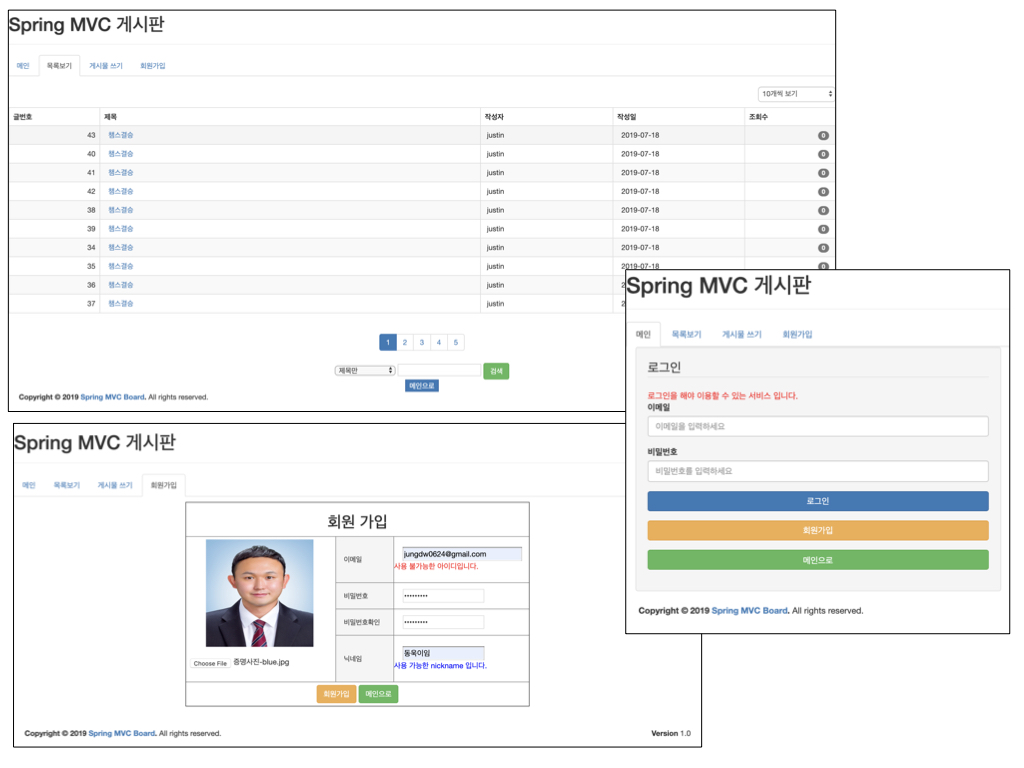 Spring MVC 게시판
메인 목록보기 게시물 쓰기 회원가입
10개씩 보기
글번호 제목 작성자 작성일 조회수
43 헴스결승 justin 2019-07-18 0
40 헴스결승 justin 2019-07-18 0
41 헴스결승 justin 2019-07-18 0
42 헴스결승 justin 2019-07-18 0
38 헴스결승 justin 2019-07-18 0
39 헴스결승 justin 2019-07-18 0
34 헴스결승 justin 2019-07-18 0
35 헴스결승 justin 2019-07-18 0
36 헴스결승 justin 2
37 헴스결승 justin 2
1 2 3 4 5
제목만 검색
메인으로
Copyright © 2019 Spring MVC Board. All rights reserved.
Spring MVC 게시판
메인 목록보기 게시물 쓰기 회원가입
로그인
로그인을 해야 이용할 수 있는 서비스 입니다.
이메일
이메일을 입력하세요
비밀번호
비밀번호를 입력하세요
로그인
회원가입
메인으로
Copyright © 2019 Spring MVC Board. All rights reserved.
Spring MVC 게시판
메인 목록보기 게시물 쓰기 회원가입
회원 가입
이메일 jungdw0624@gmail.com
사용 불가능한 아이디입니다.
비밀번호 •••••••••
비밀번호확인 •••••••••
닉네임 동욱이임
사용 가능한 nickname 입니다.
Choose File 증명사진-blue.jpg
회원가입 메인으로
Copyright © 2019 Spring MVC Board. All rights reserved. Version 1.0